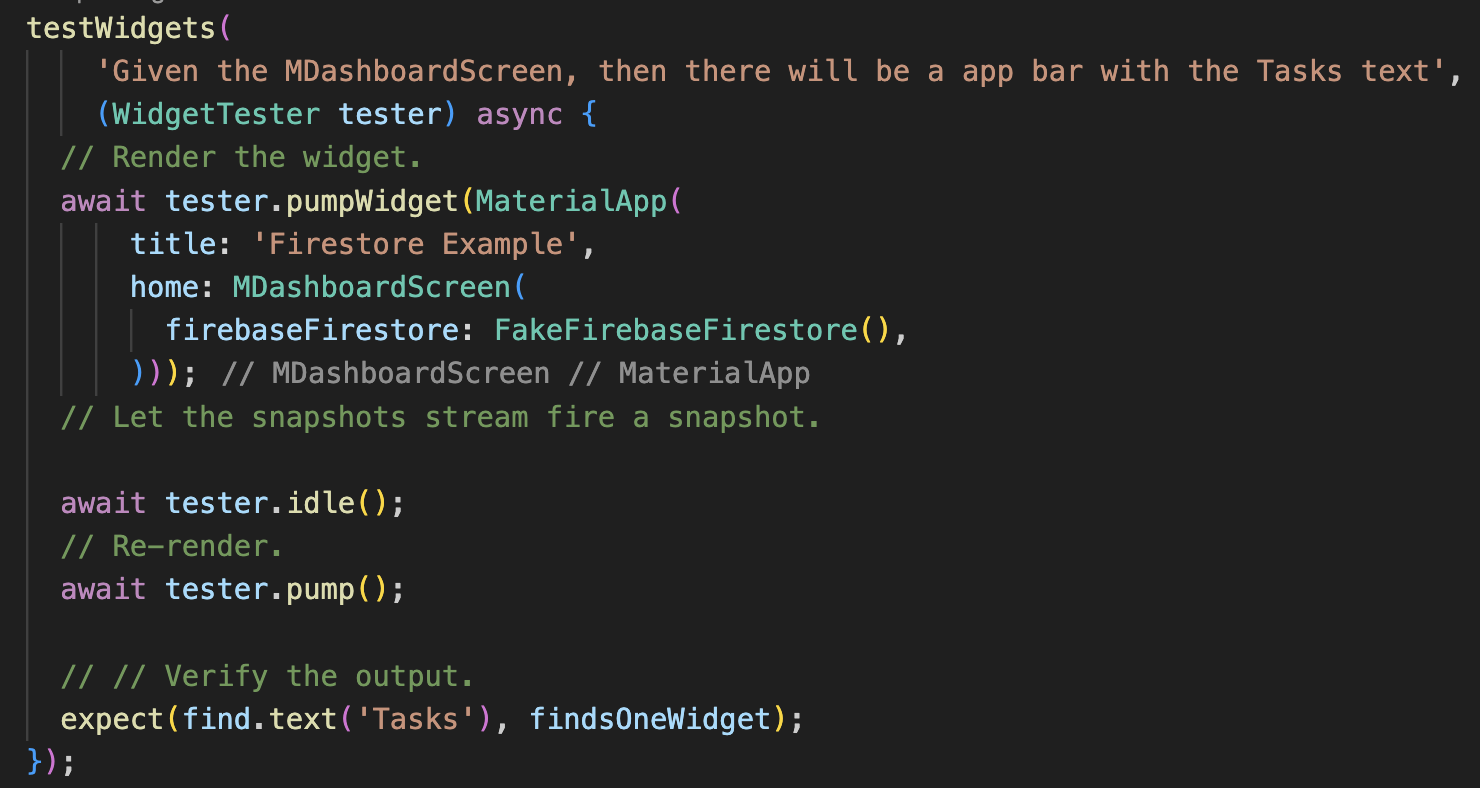 testWidgets(
'Given the MDashboardScreen, then there will be a app bar with the Tasks text',
(WidgetTester tester) async {
// Render the widget.
await tester.pumpWidget(MaterialApp(
title: 'Firestore Example',
home: MDashboardScreen(
firebaseFirestore: FakeFirebaseFirestore(),
))); // MDashboardScreen // MaterialApp
// Let the snapshots stream fire a snapshot.
await tester.idle();
// Re-render.
await tester.pump();
// // Verify the output.
expect(find.text('Tasks'), findsOneWidget);
});